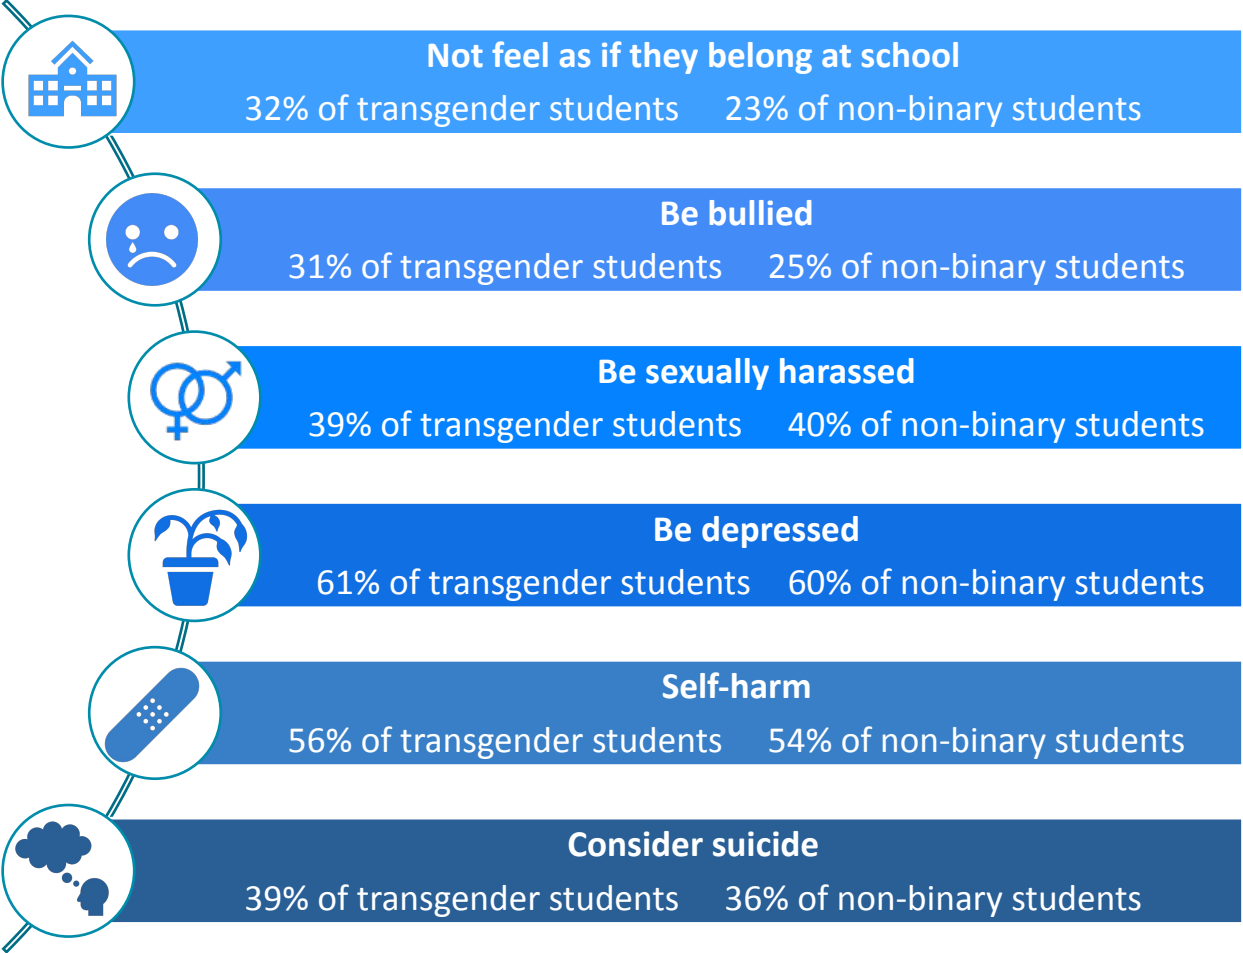 Not feel as if they belong at school
32% of transgender students 23% of non-binary students
Be bullied
31% of transgender students 25% of non-binary students
Be sexually harassed
39% of transgender students 40% of non-binary students
Be depressed
61% of transgender students 60% of non-binary students
Self-harm
56% of transgender students 54% of non-binary students
Consider suicide
39% of transgender students 36% of non-binary students